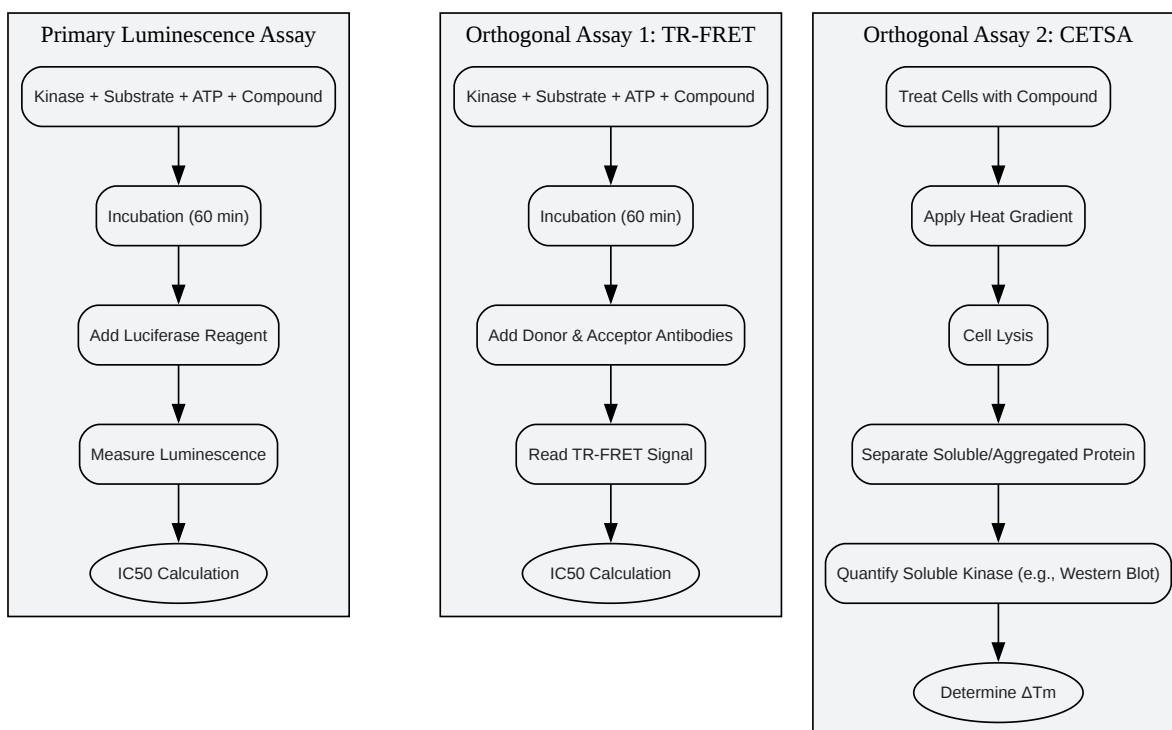 Primary Luminescence Assay
Kinase + Substrate + ATP + Compound
Incubation (60 min)
Add Luciferase Reagent
Measure Luminescence
IC50 Calculation
Orthogonal Assay 1: TR-FRET
Kinase + Substrate + ATP + Compound
Incubation (60 min)
Add Donor & Acceptor Antibodies
Read TR-FRET Signal
IC50 Calculation
Orthogonal Assay 2: CETSA
Treat Cells with Compound
Apply Heat Gradient
Cell Lysis
Separate Soluble/Aggregated Protein
Quantify Soluble Kinase (e.g., Western Blot)
Determine ΔTm